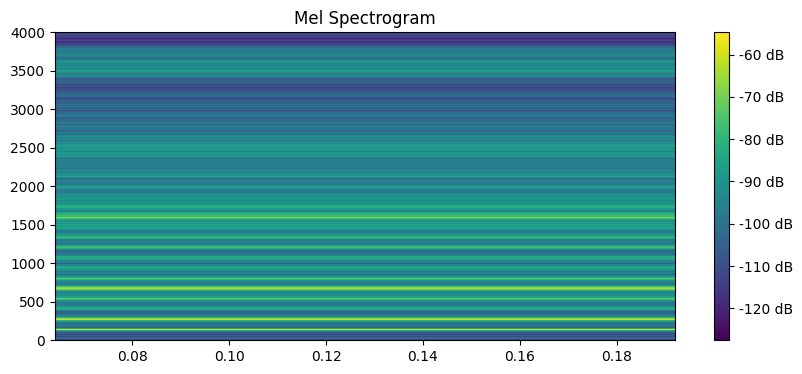 Mel Spectrogram
4000
3500
3000
2500
2000
1500
1000
500
0
0.08 0.10 0.12 0.14 0.16 0.18
-60 dB
-70 dB
-80 dB
-90 dB
-100 dB
-110 dB
-120 dB